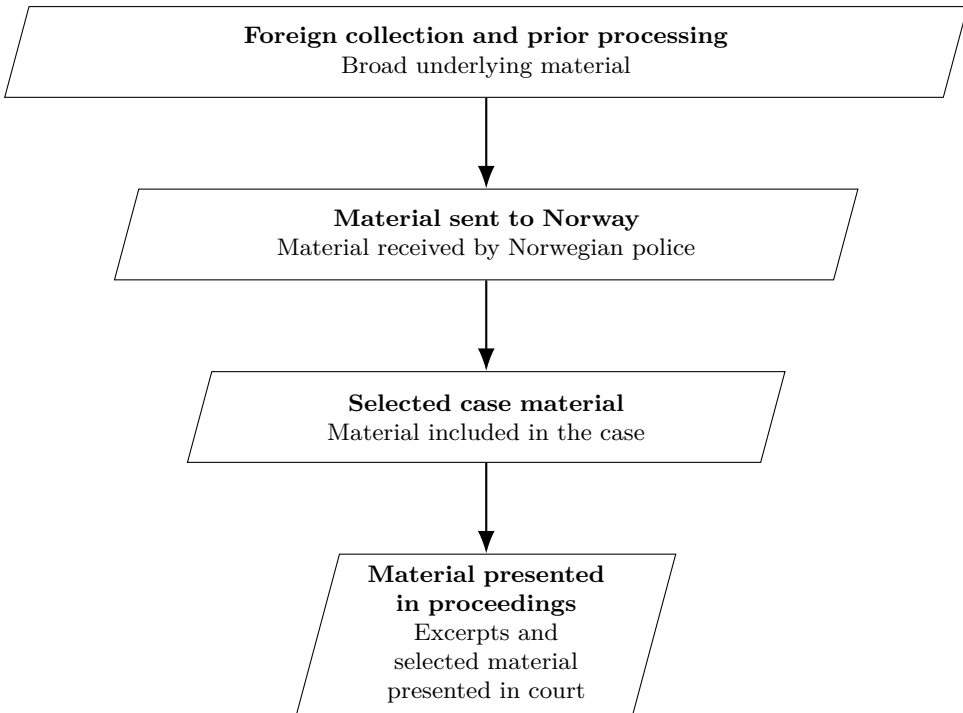 Foreign collection and prior processing
Broad underlying material
Material sent to Norway
Material received by Norwegian police
Selected case material
Material included in the case
Material presented
in proceedings
Excerpts and
selected material
presented in court